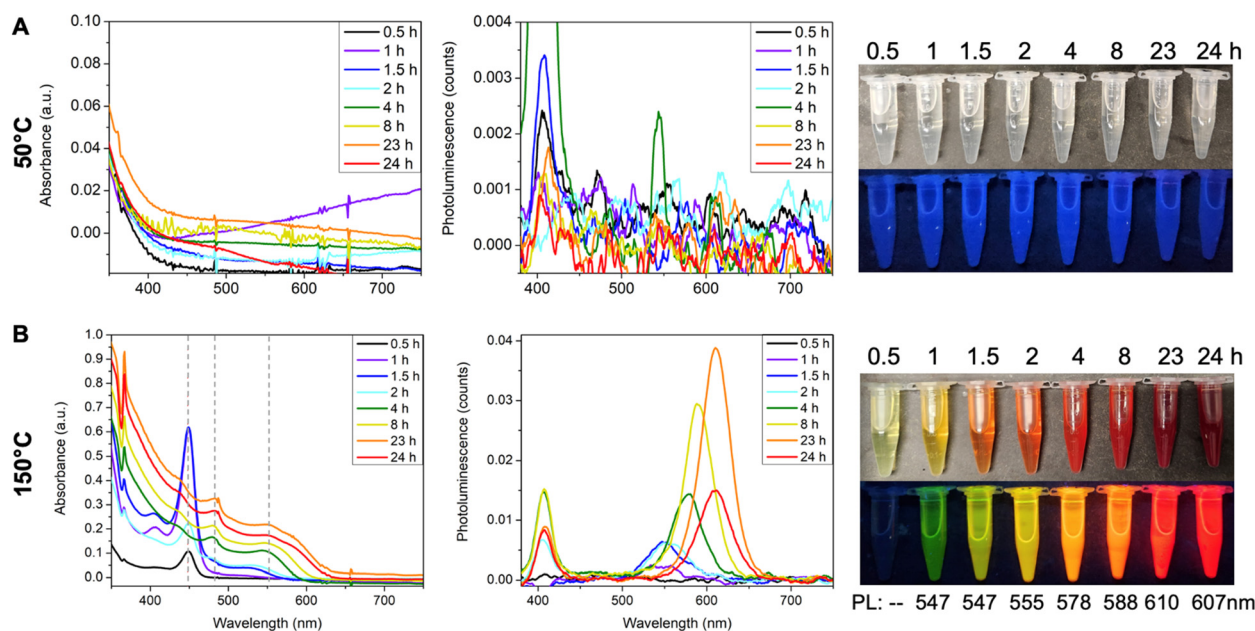 A
50°C
Absorbance (a.u.)
0.10
0.08
0.06
0.04
0.02
0.00
400
500
600
700
Wavelength (nm)
0.5 h
1 h
1.5 h
2 h
4 h
8 h
23 h
24 h
Photoluminescence (counts)
0.004
0.003
0.002
0.001
0.000
400
500
600
700
Wavelength (nm)
0.5 h
1 h
1.5 h
2 h
4 h
8 h
23 h
24 h
0.5 1 1.5 2 4 8 23 24 h
B
150°C
Absorbance (a.u.)
1.0
0.9
0.8
0.7
0.6
0.5
0.4
0.3
0.2
0.1
0.0
400
500
600
700
Wavelength (nm)
0.5 h
1 h
1.5 h
2 h
4 h
8 h
23 h
24 h
Photoluminescence (counts)
0.04
0.03
0.02
0.01
0.00
400
500
600
700
Wavelength (nm)
0.5 h
1 h
1.5 h
2 h
4 h
8 h
23 h
24 h
0.5 1 1.5 2 4 8 23 24 h
PL: -- 547 547 555 578 588 610 607nm